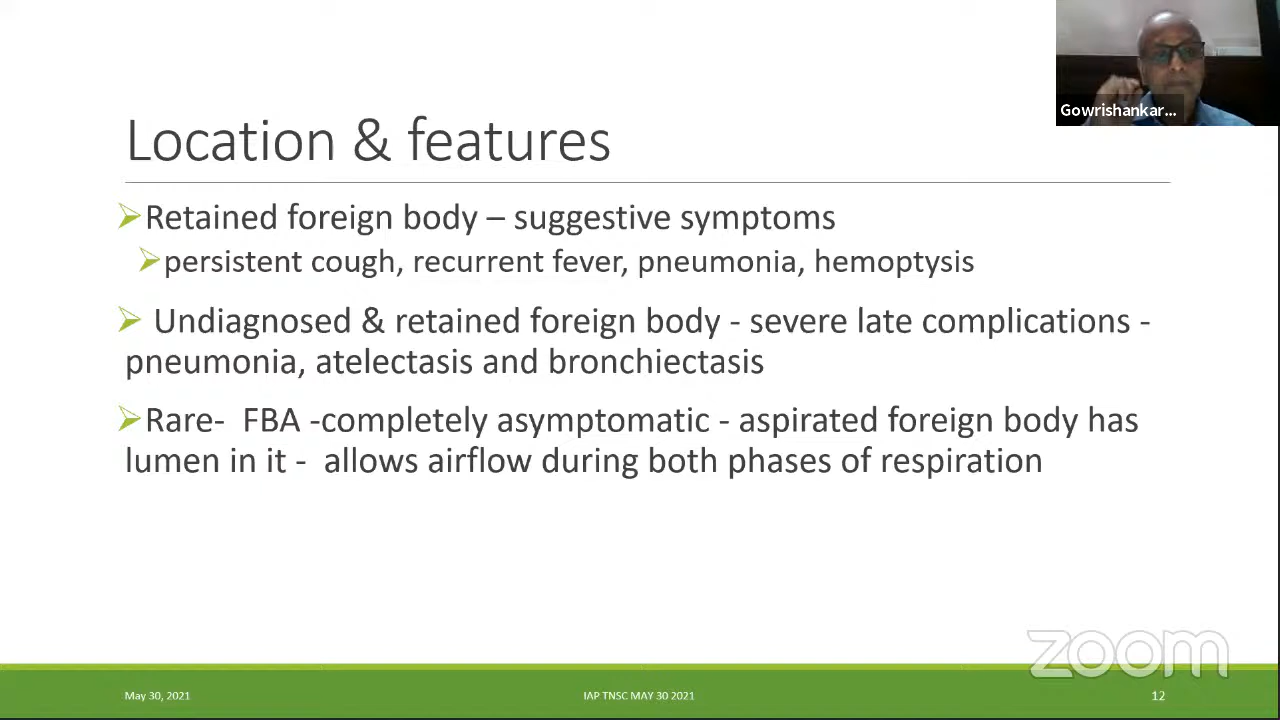 Gowrishankar...
Location & features
Retained foreign body – suggestive symptoms
persistent cough, recurrent fever, pneumonia, hemoptysis
Undiagnosed & retained foreign body - severe late complications -
pneumonia, atelectasis and bronchiectasis
Rare- FBA -completely asymptomatic - aspirated foreign body has
lumen in it - allows airflow during both phases of respiration
zoom
May 30, 2021
IAP TNSC MAY 30 2021
12